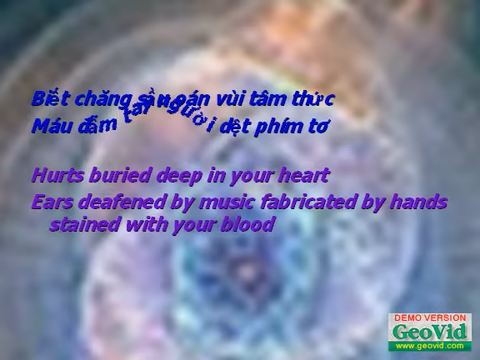 Biết chăng sầu oán vùi tâm thức
Máu đẫm tai người dệt phím tơ
Hurts buried deep in your heart
Ears deafened by music fabricated by hands
stained with your blood
DEMO VERSION
GeoVid
www.geovid.com